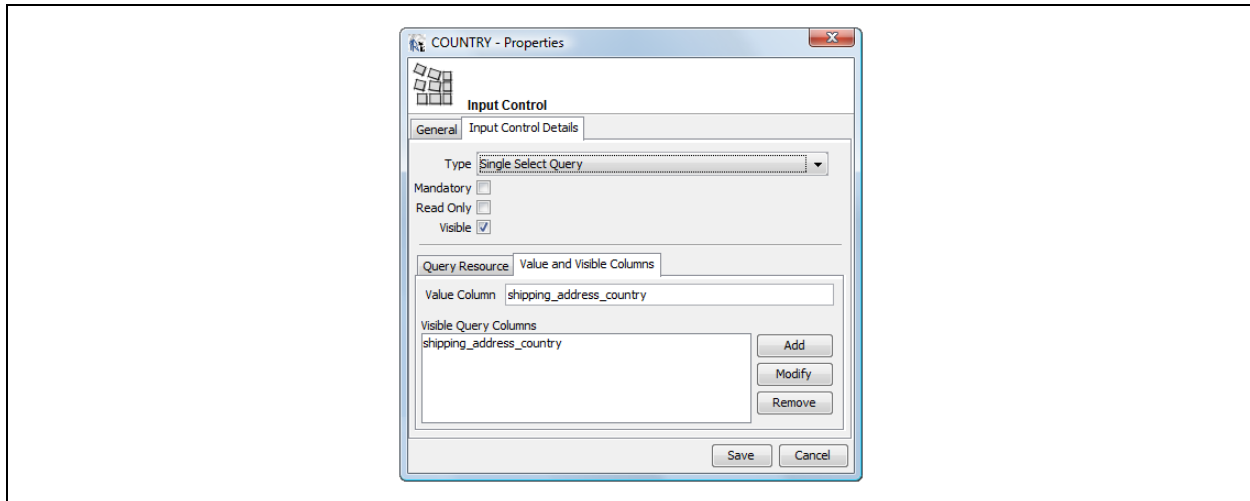 COUNTRY - Properties
Input Control
General Input Control Details
Type Single Select Query
Mandatory
Read Only
Visible
Query Resource Value and Visible Columns
Value Column shipping_address_country
Visible Query Columns
shipping_address_country
Add
Modify
Remove
Save Cancel